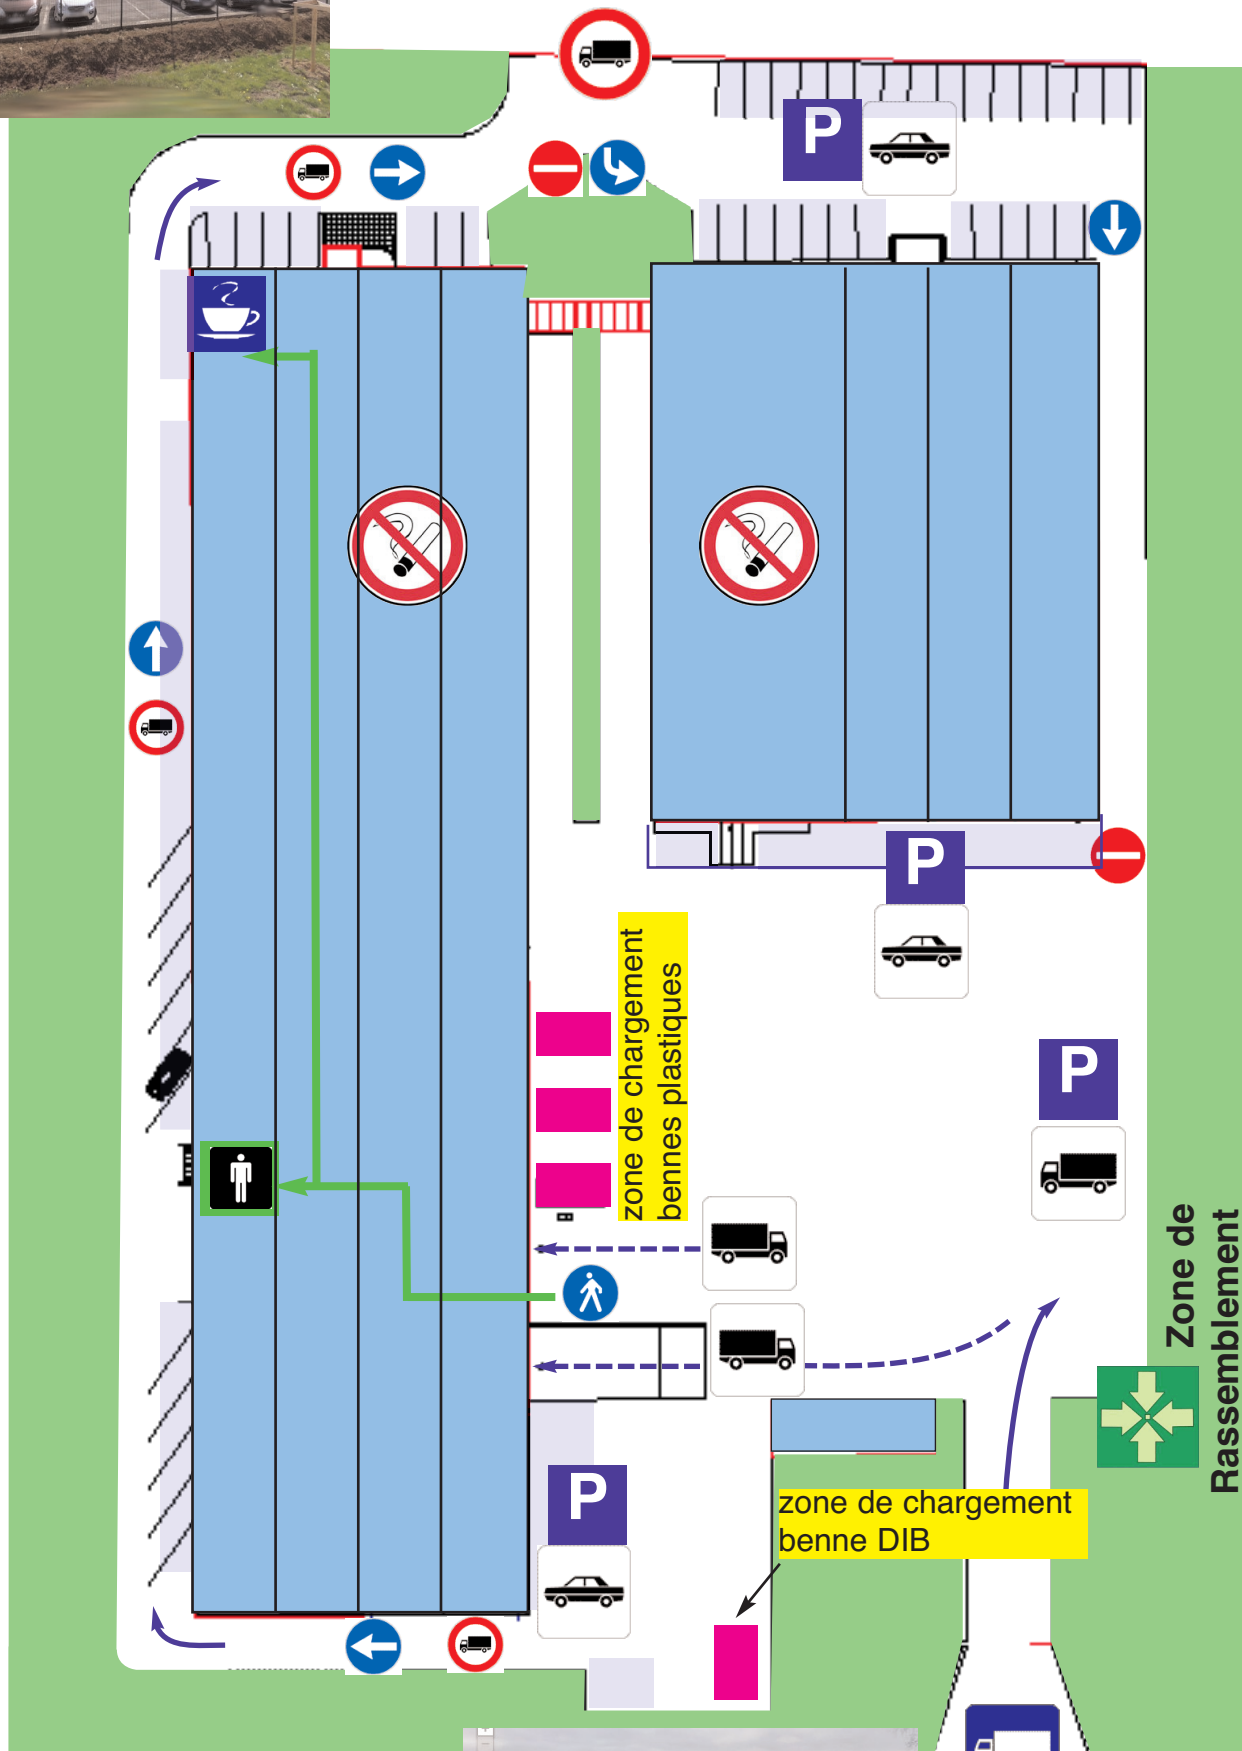 P
P
zone de chargement
bennes plastiques
P
Zone de
Rassemblement
P
zone de chargement
benne DIB